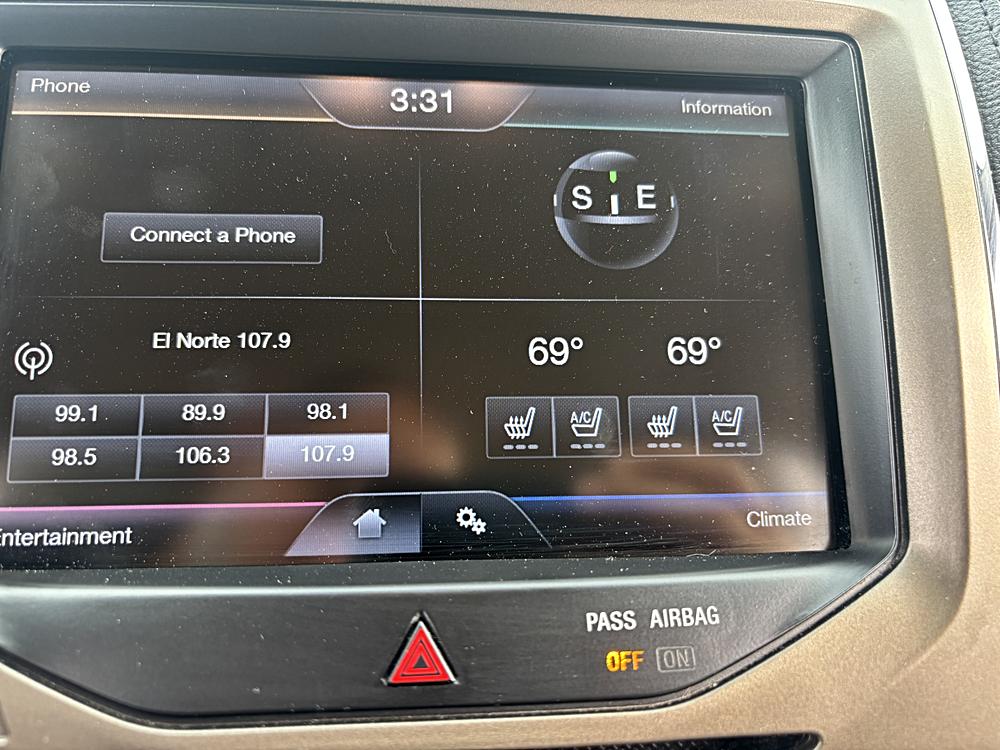 Phone
3:31
Information
S E
Connect a Phone
El Norte 107.9
69° 69°
99.1 89.9 98.1
A/C A/C
98.5 106.3 107.9
ntertainment
Climate
PASS AIRBAG
OFF ON